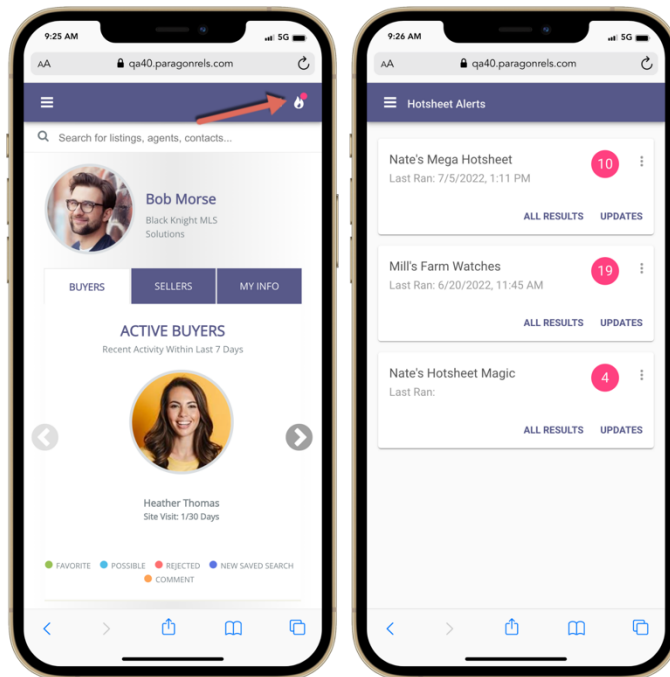 9:25 AM
5G
AA
qa40.paragonrels.com
Search for listings, agents, contacts...
Bob Morse
Black Knight MLS
Solutions
BUYERS
SELLERS
MY INFO
ACTIVE BUYERS
Recent Activity Within Last 7 Days
Heather Thomas
Site Visit: 1/30 Days
FAVORITE POSSIBLE REJECTED NEW SAVED SEARCH
COMMENT
9:26 AM
5G
AA
qa40.paragonrels.com
Hotsheet Alerts
Nate's Mega Hotsheet
10
Last Ran: 7/5/2022, 1:11 PM
ALL RESULTS UPDATES
Mill's Farm Watches
19
Last Ran: 6/20/2022, 11:45 AM
ALL RESULTS UPDATES
Nate's Hotsheet Magic
4
Last Ran:
ALL RESULTS UPDATES